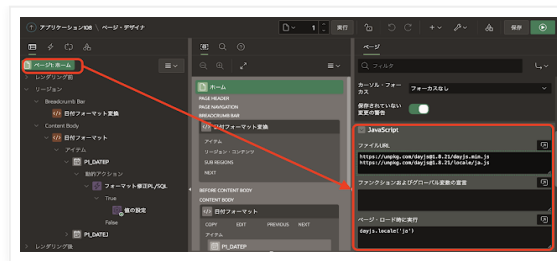 アプリケーション108 \ ページ・デザイナ
1
実行
保存
ページ1: ホーム
レンダリング前
リージョン
Breadcrumb Bar
日付フォーマット変換
Content Body
日付フォーマット
アイテム
P1_DATEP
動的アクション
フォーマット修正PL/SQL
True
値の設定
False
P1_DATEJ
レンダリング後
ホーム
PAGE HEADER
PAGE NAVIGATION
BREADCRUMB BAR
日付フォーマット変換
アイテム
リージョン・コンテンツ
SUB REGIONS
NEXT
BEFORE CONTENT BODY
CONTENT BODY
日付フォーマット
COPY EDIT PREVIOUS NEXT
アイテム
P1_DATEP
ページ
フィルタ
カーソル・フォーカス
フォーカスなし
保存されていない変更の警告
JavaScript
ファイルURL
https://unpkg.com/dayjs@1.8.21/dayjs.min.js
https://unpkg.com/dayjs@1.8.21/locale/ja.js
ファンクションおよびグローバル変数の宣言
ページ・ロード時に実行
dayjs.locale('ja')